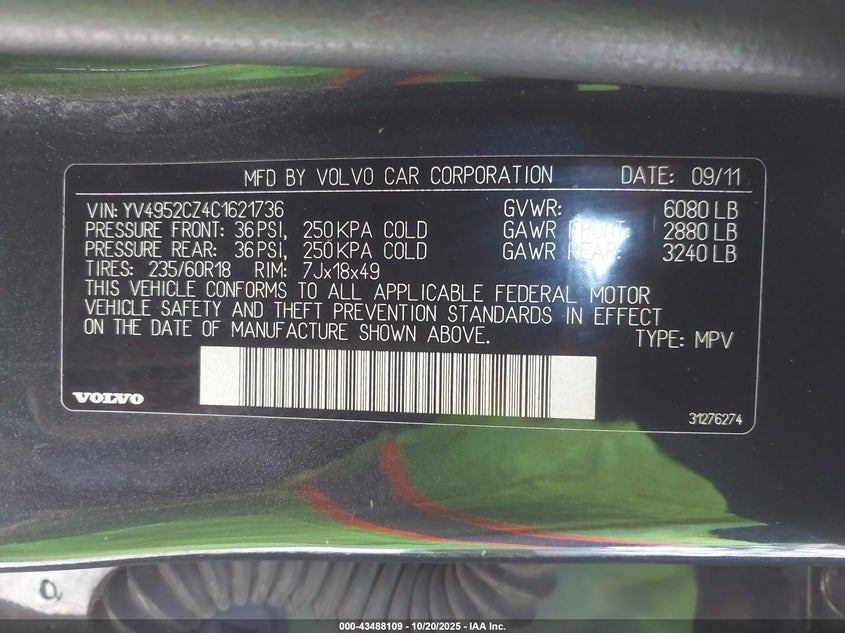 MFD BY VOLVO CAR CORPORATION DATE: 09/11
VIN: YV4952CZ4C1621736 GVWR: 6080 LB
PRESSURE FRONT: 36 PSI, 250 KPA COLD GAWR FRONT: 2880 LB
PRESSURE REAR: 36 PSI, 250 KPA COLD GAWR REAR: 3240 LB
TIRES: 235/60R18 RIM: 7Jx18x49
THIS VEHICLE CONFORMS TO ALL APPLICABLE FEDERAL MOTOR
VEHICLE SAFETY AND THEFT PREVENTION STANDARDS IN EFFECT
ON THE DATE OF MANUFACTURE SHOWN ABOVE. TYPE: MPV
VOLVO 31276274
000-43488109 - 10/20/2025 - IAA Inc.